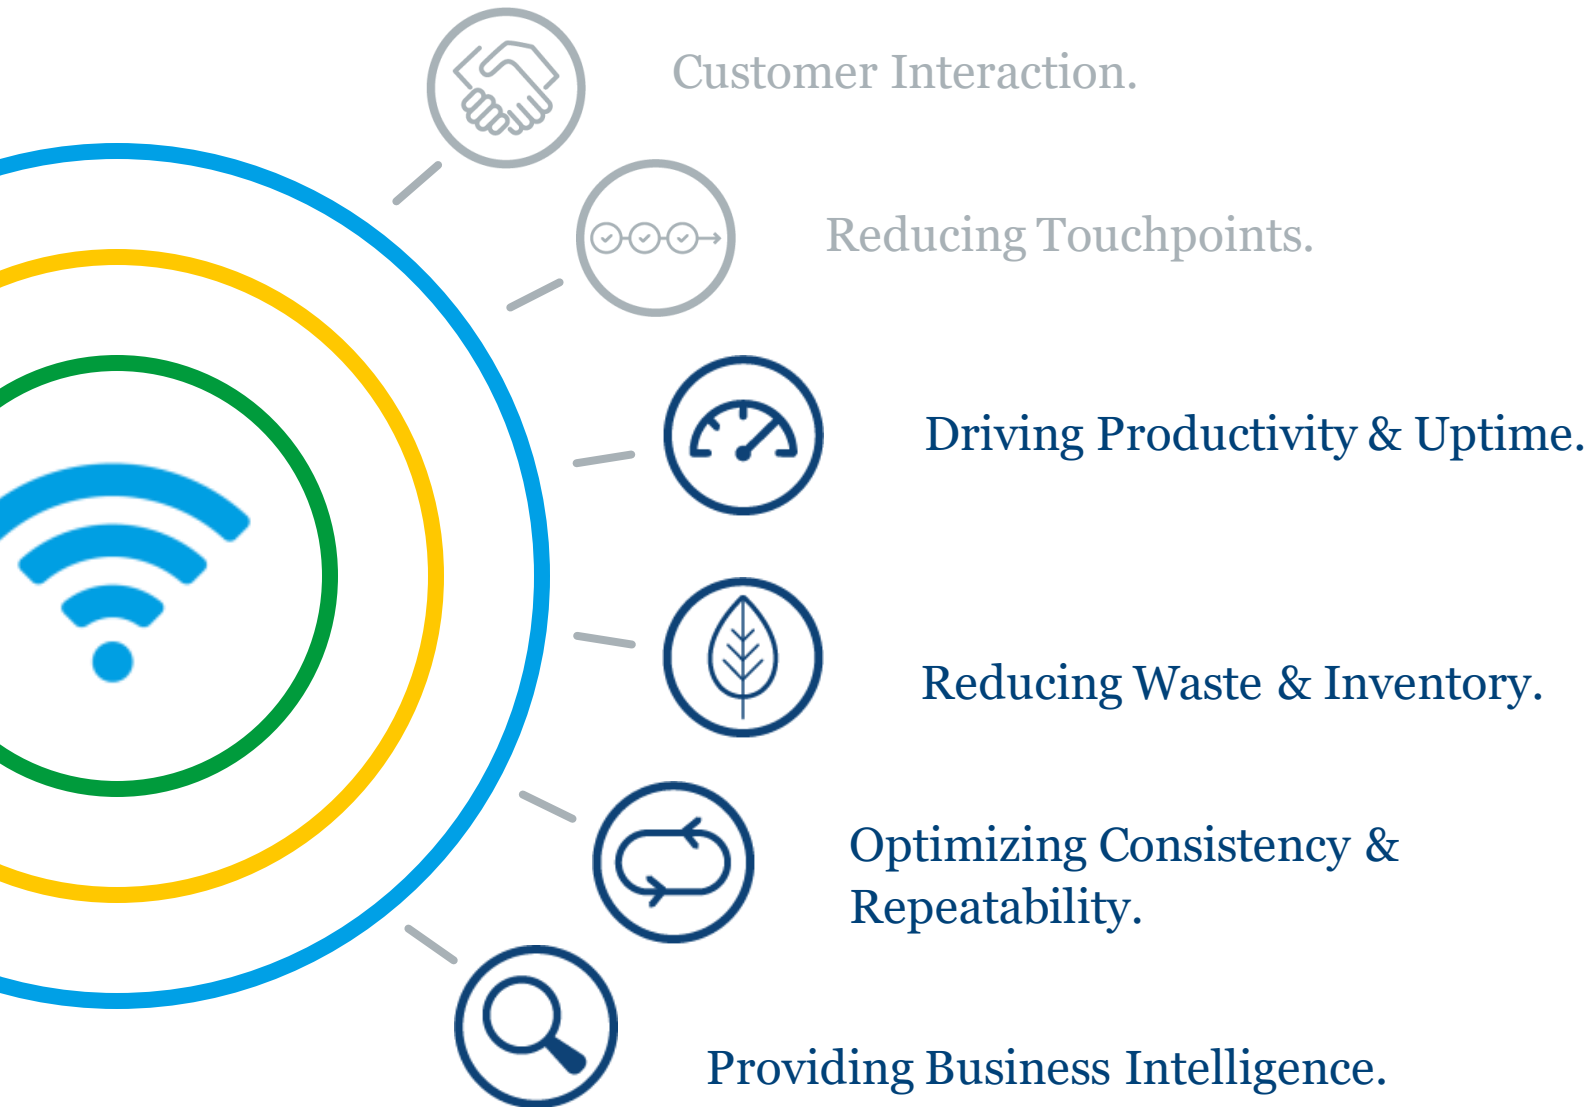 Customer Interaction.
Reducing Touchpoints.
Driving Productivity & Uptime.
Reducing Waste & Inventory.
Optimizing Consistency &
Repeatability.
Providing Business Intelligence.